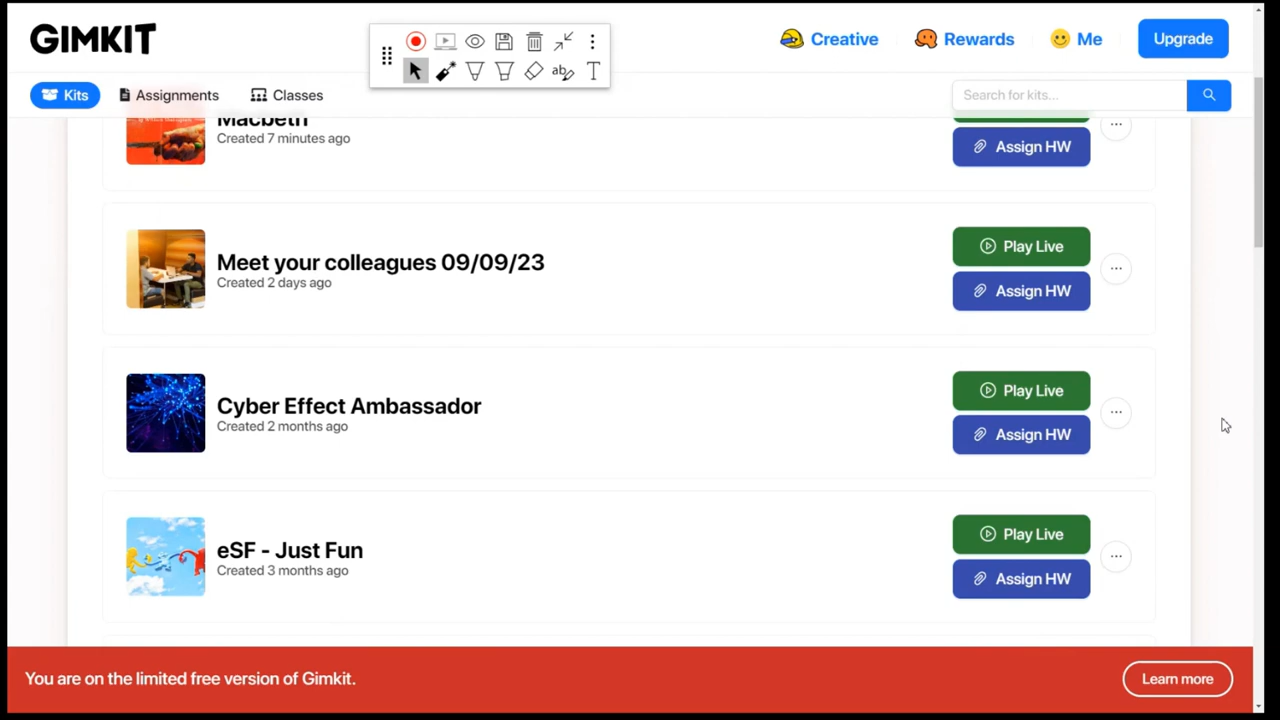 GIMKIT
Creative
Rewards
Me
Upgrade
Kits
Assignments
Classes
Search for kits...
Macbeth
Created 7 minutes ago
Assign HW
Meet your colleagues 09/09/23
Created 2 days ago
Play Live
Assign HW
Cyber Effect Ambassador
Created 2 months ago
Play Live
Assign HW
eSF - Just Fun
Created 3 months ago
Play Live
Assign HW
You are on the limited free version of Gimkit.
Learn more